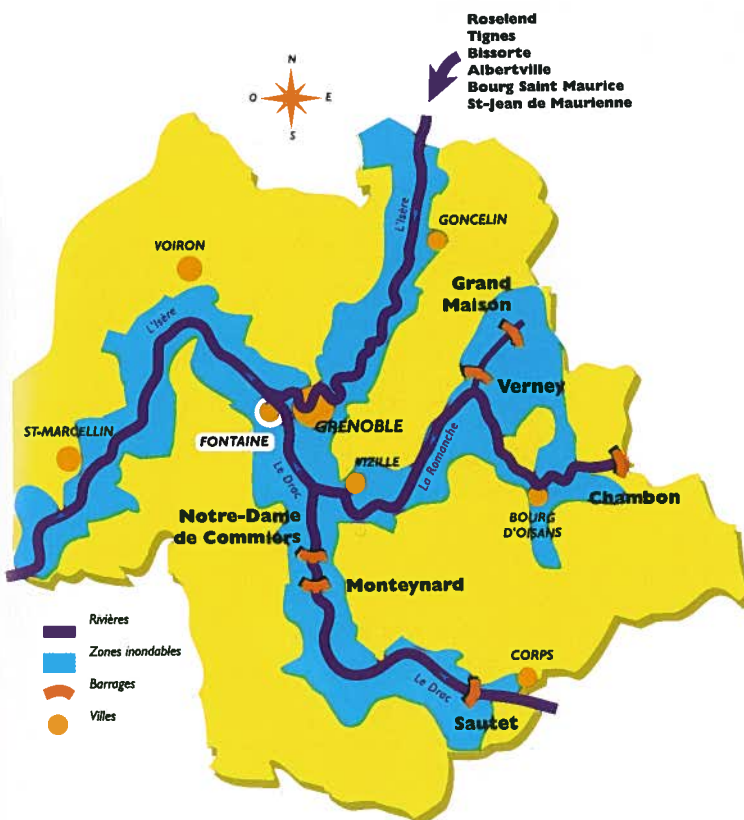 Roselend
Tignes
Bissorte
Albertville
Bourg Saint Maurice
St-Jean de Maurienne
N
O
E
S
L'Isère
GONCELIN
VOIRON
Grand
Maison
L'Isère
Verney
ST-MARCELLIN
GRENOBLE
FONTAINE
La Romanche
VIZILLE
Le Drac
Chambon
Notre-Dame
de Commiers
BOURG
D'OISANS
Monteynard
Rivières
Zones inondables
Barrages
Villes
CORPS
Le Drac
Sautet